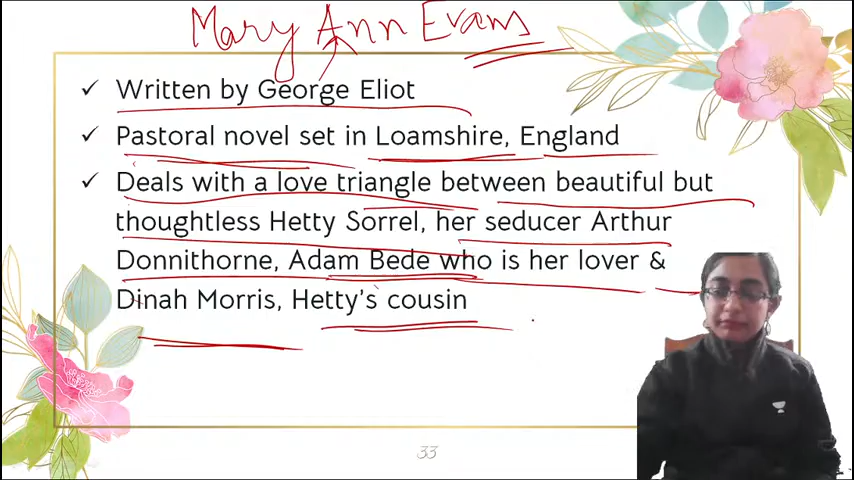 Mary Ann Evans
✓ Written by George Eliot
✓ Pastoral novel set in Loamshire, England
✓ Deals with a love triangle between beautiful but
thoughtless Hetty Sorrel, her seducer Arthur
Donnithorne, Adam Bede who is her lover &
Dinah Morris, Hetty's cousin
33